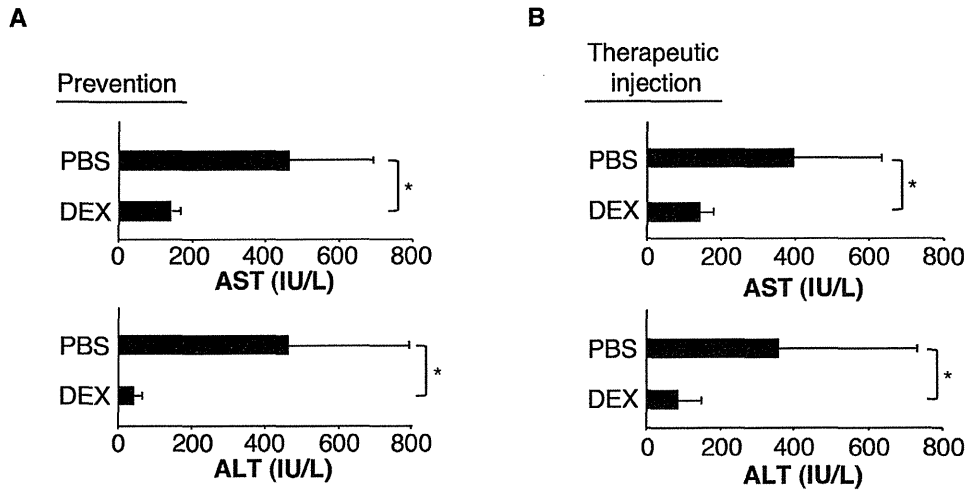 A
Prevention
PBS
*
DEX
0 200 400 600 800
AST (IU/L)
PBS
*
DEX
0 200 400 600 800
ALT (IU/L)
B
Therapeutic
injection
PBS
*
DEX
0 200 400 600 800
AST (IU/L)
PBS
*
DEX
0 200 400 600 800
ALT (IU/L)